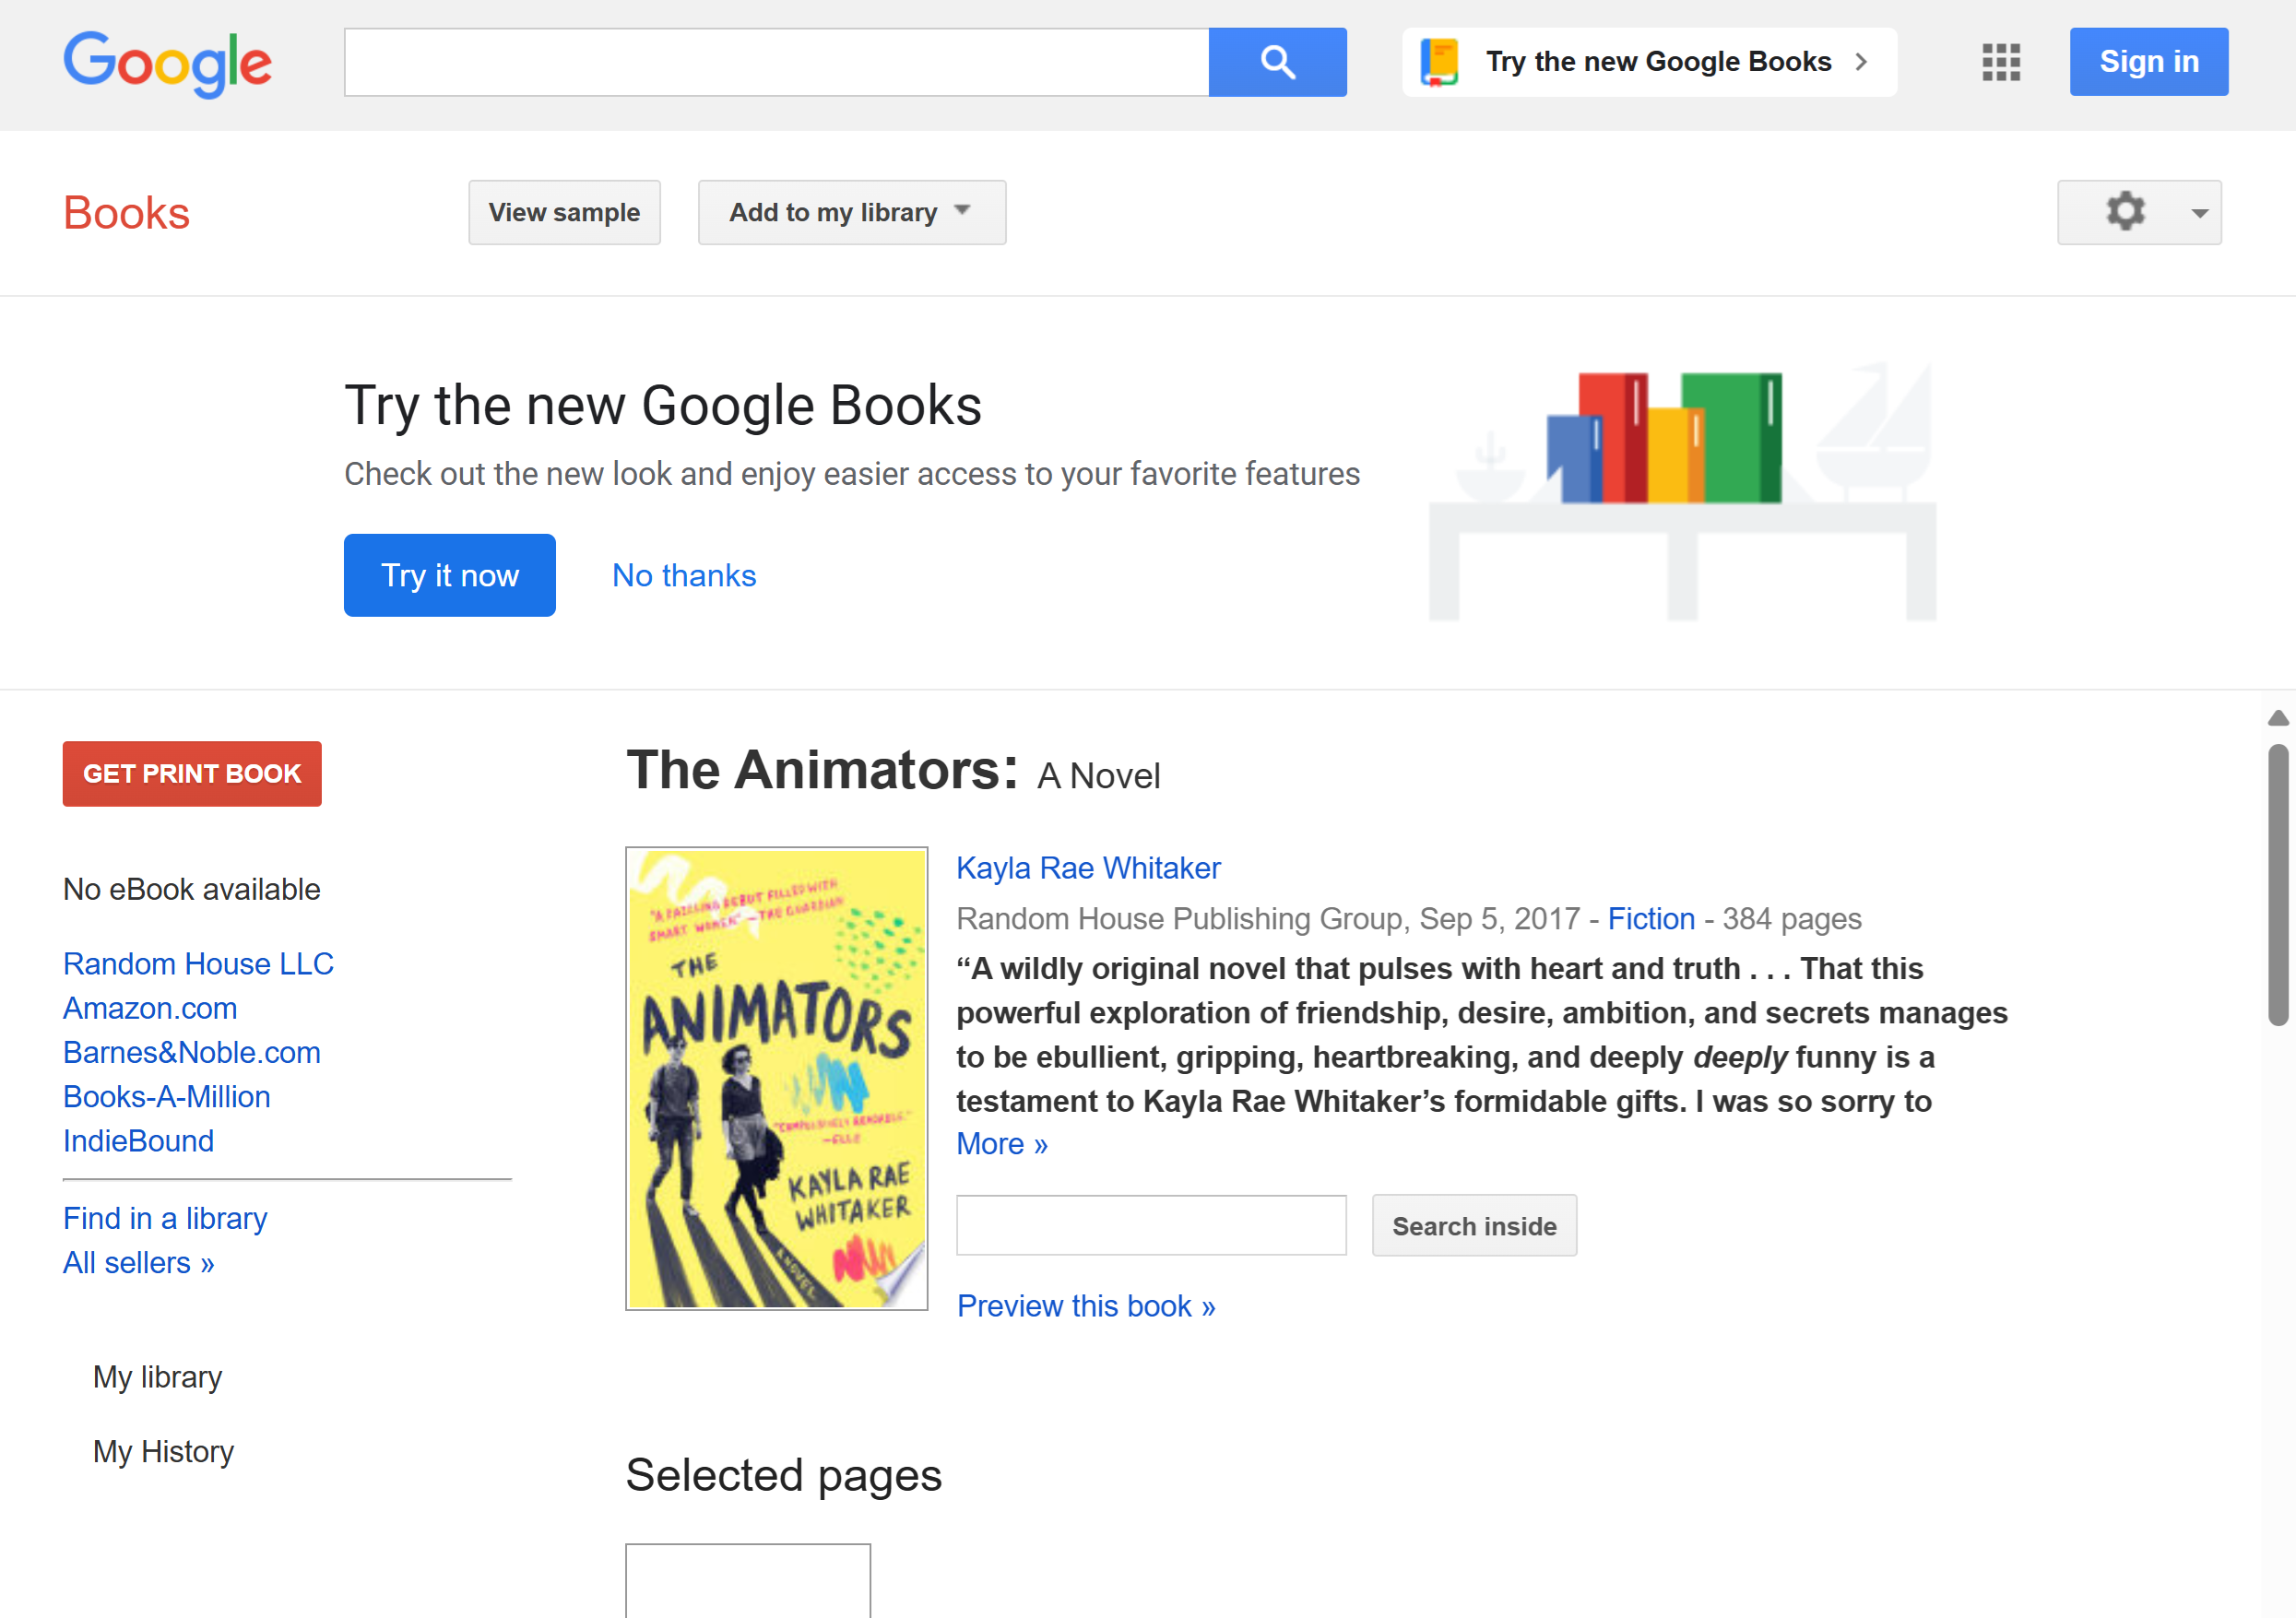 Google
Try the new Google Books
Sign in
Books
View sample
Add to my library
Try the new Google Books
Check out the new look and enjoy easier access to your favorite features
Try it now
No thanks
GET PRINT BOOK
No eBook available
Random House LLC
Amazon.com
Barnes&Noble.com
Books-A-Million
IndieBound
Find in a library
All sellers »
My library
My History
The Animators: A Novel
"A DAZZLING DEBUT FILLED WITH
SMART WOMEN" —THE GUARDIAN
THE
ANIMATORS
"COMPULSIVELY READABLE."
—ELLE
KAYLA RAE
WHITAKER
A NOVEL
Kayla Rae Whitaker
Random House Publishing Group, Sep 5, 2017 - Fiction - 384 pages
“A wildly original novel that pulses with heart and truth . . . That this
powerful exploration of friendship, desire, ambition, and secrets manages
to be ebullient, gripping, heartbreaking, and deeply deeply funny is a
testament to Kayla Rae Whitaker’s formidable gifts. I was so sorry to
More »
Search inside
Preview this book »
Selected pages